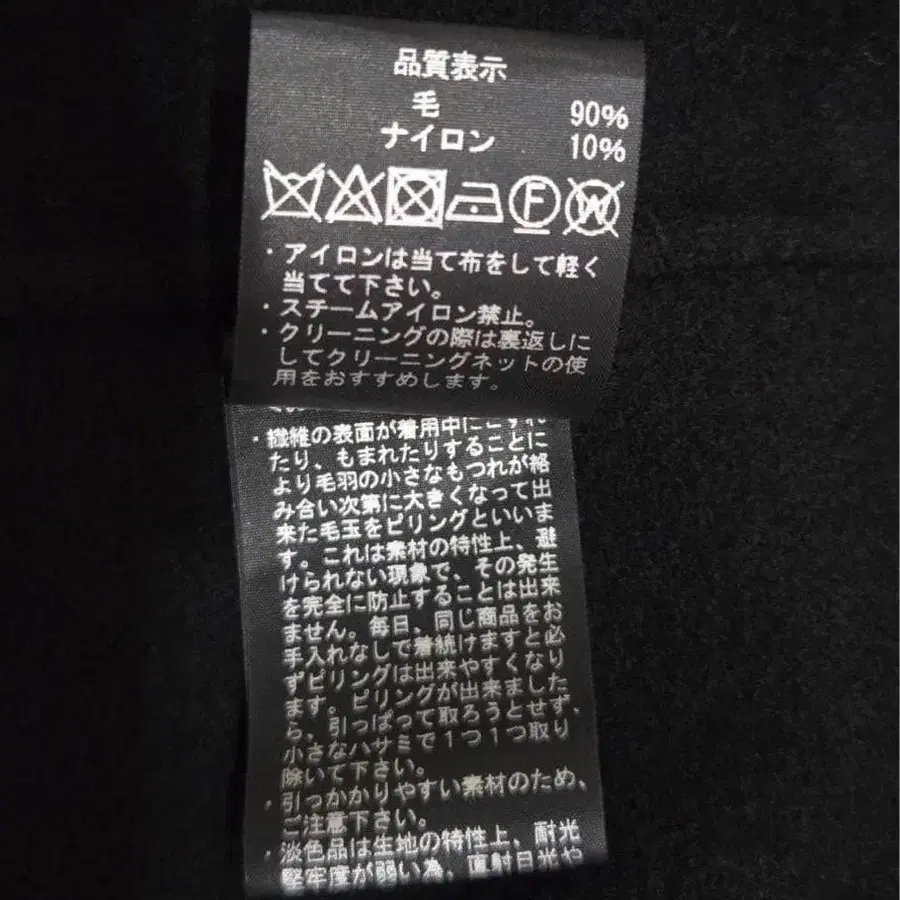 品質表示
毛 90%
ナイロン 10%
F W
・アイロンは当て布をして軽く
当てて下さい。
・スチームアイロン禁止。
・クリーニングの際は裏返しに
してクリーニングネットの使
用をおすすめします。
・繊維の表面が着用中にこすれ
たり、もまれたりすることに
より毛羽の小さなもつれが絡
み合い次第に大きくなって出
来た毛玉をピリングといいま
す。これは素材の特性上、避
けられない現象で、その発生
を完全に防止することは出来
ません。毎日、同じ商品をお
手入れなしで着続けますと必
ずピリングは出来やすくなり
ます。ピリングが出来ました
ら、引っぱって取ろうとせず、
小さなハサミで1つ1つ取り
除いて下さい。
・引っかかりやすい素材のため、
ご注意下さい。
・淡色品は生地の特性上、耐光
堅牢度が弱い為、直射日光や